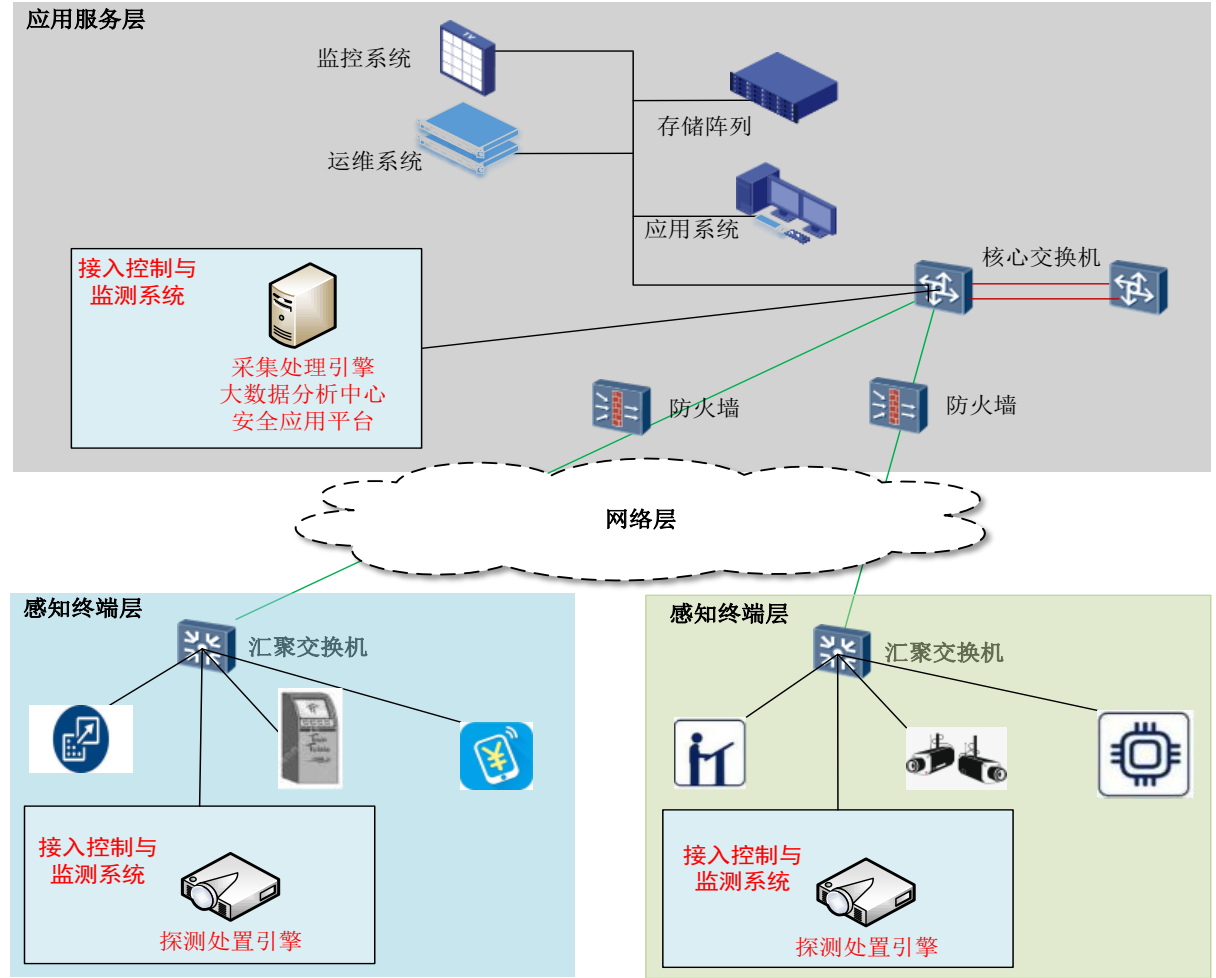 应用服务层
监控系统
存储阵列
运维系统
应用系统
核心交换机
接入控制与
监测系统
采集处理引擎
大数据分析中心
安全应用平台
防火墙
防火墙
网络层
感知终端层
汇聚交换机
接入控制与
监测系统
探测处置引擎
感知终端层
汇聚交换机
接入控制与
监测系统
探测处置引擎